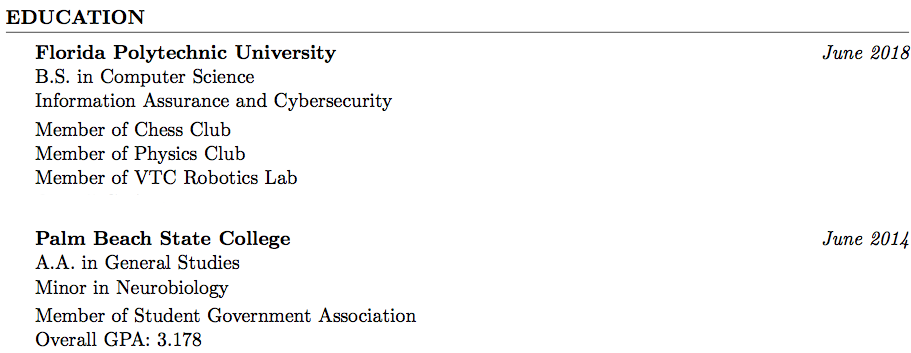 EDUCATION
Florida Polytechnic University June 2018
B.S. in Computer Science
Information Assurance and Cybersecurity
Member of Chess Club
Member of Physics Club
Member of VTC Robotics Lab
Palm Beach State College June 2014
A.A. in General Studies
Minor in Neurobiology
Member of Student Government Association
Overall GPA: 3.178